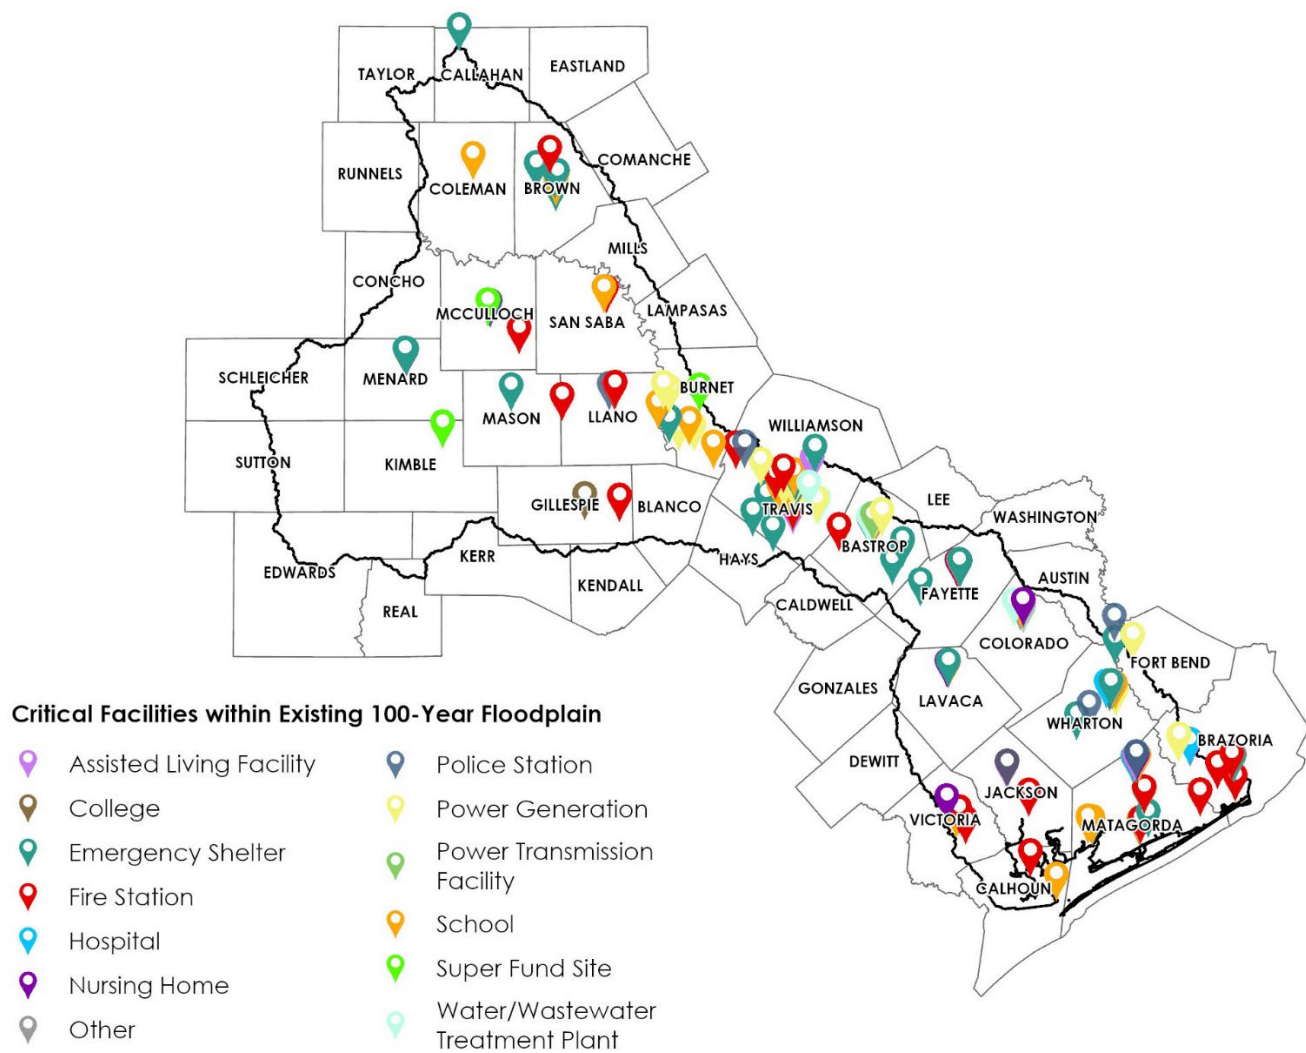 EASTLAND
TAYLOR
CALLAHAN
COMANCHE
RUNNELS
COLEMAN
BROWN
MILLS
CONCHO
MCCULLOCH
SAN SABA
LAMPASAS
SCHLEICHER
MENARD
BURNET
MASON
LLANO
WILLIAMSON
SUTTON
KIMBLE
GILLESPIE
BLANCO
TRAVIS
LEE
WASHINGTON
BASTROP
KERR
HAYS
EDWARDS
KENDALL
AUSTIN
FAYETTE
CALDWELL
REAL
COLORADO
FORT BEND
GONZALES
LAVACA
WHARTON
BRAZORIA
DEWITT
JACKSON
VICTORIA
MATAGORDA
CALHOUN
Critical Facilities within Existing 100-Year Floodplain
Assisted Living Facility
College
Emergency Shelter
Fire Station
Hospital
Nursing Home
Other
Police Station
Power Generation
Power Transmission
Facility
School
Super Fund Site
Water/Wastewater
Treatment Plant